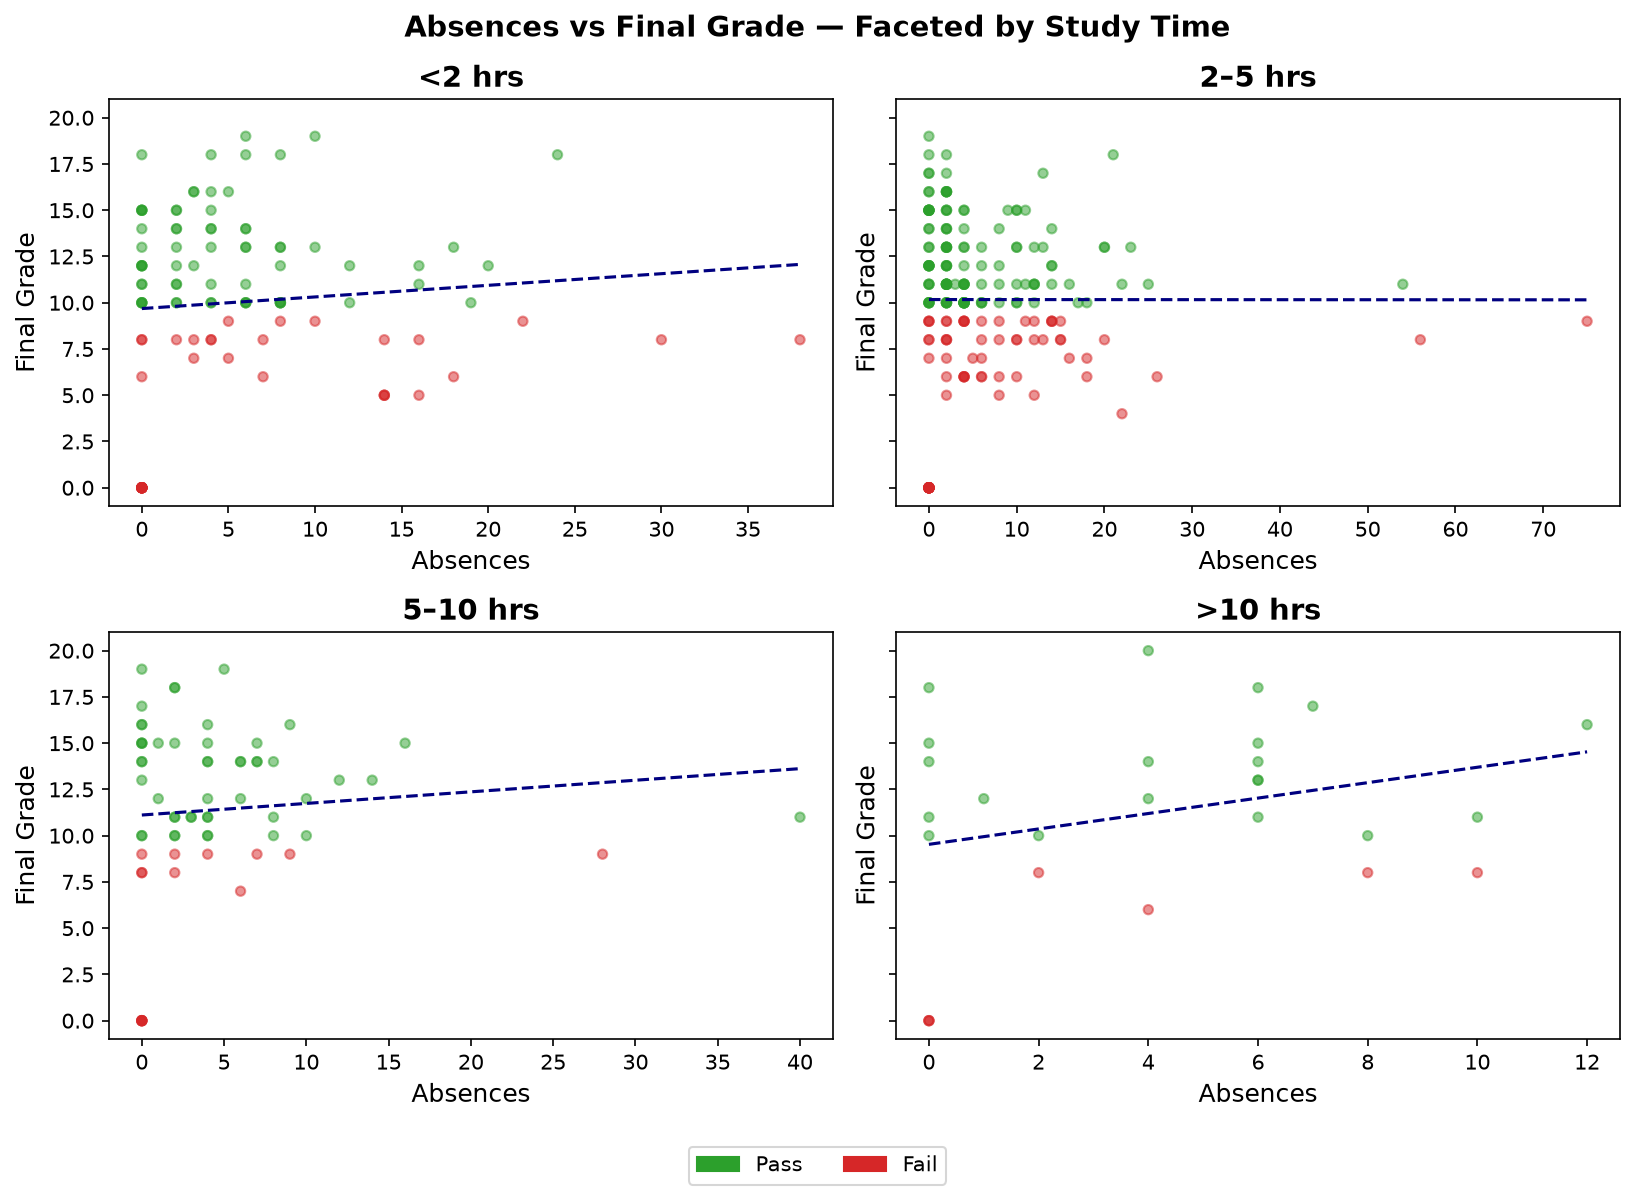 Absences vs Final Grade — Faceted by Study Time
<2 hrs
20.0
17.5
15.0
12.5
10.0
7.5
5.0
2.5
0.0
Final Grade
0 5 10 15 20 25 30 35
Absences
2–5 hrs
Final Grade
0 10 20 30 40 50 60 70
Absences
5–10 hrs
20.0
17.5
15.0
12.5
10.0
7.5
5.0
2.5
0.0
Final Grade
0 5 10 15 20 25 30 35 40
Absences
>10 hrs
Final Grade
0 2 4 6 8 10 12
Absences
Pass Fail